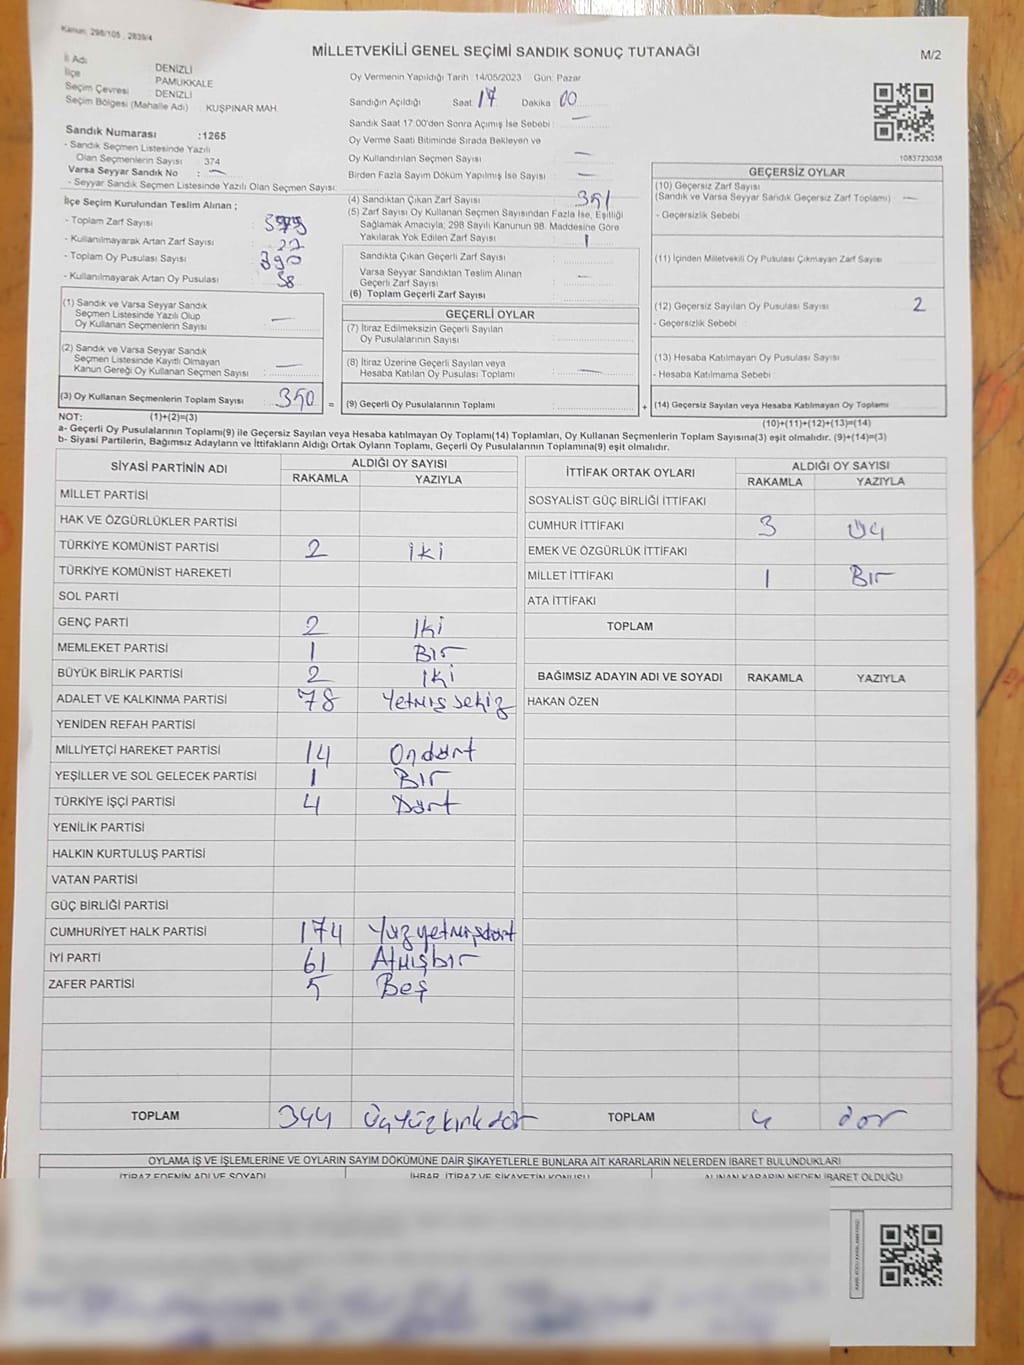 Kanun; 298/105 , 2839/4
MİLLETVEKİLİ GENEL SEÇİMİ SANDIK SONUÇ TUTANAĞI
M/2
İl Adı DENİZLİ
İlçe PAMUKKALE
Seçim Çevresi : DENİZLİ
Seçim Bölgesi (Mahalle Adı) : KUŞPINAR MAH.
Sandık Numarası :1265
- Sandık Seçmen Listesinde Yazılı
Olan Seçmenlerin Sayısı : 374
Varsa Seyyar Sandık No : —
- Seyyar Sandık Seçmen Listesinde Yazılı Olan Seçmen Sayısı:
İlçe Seçim Kurulundan Teslim Alınan ;
- Toplam Zarf Sayısı :
- Kullanılmayarak Artan Zarf Sayısı :
- Toplam Oy Pusulası Sayısı : 390
- Kullanılmayarak Artan Oy Pusulası : 38
(1) Sandık ve Varsa Seyyar Sandık
Seçmen Listesinde Yazılı Olup
Oy Kullanan Seçmenlerin Sayısı : —
(2) Sandık ve Varsa Seyyar Sandık
Seçmen Listesinde Kayıtlı Olmayan
Kanun Gereği Oy Kullanan Seçmen Sayısı : —
(3) Oy Kullanan Seçmenlerin Toplam Sayısı 350 =
Oy Vermenin Yapıldığı Tarih : 14/05/2023 Gün: Pazar
Sandığın Açıldığı Saat : 17 Dakika : 00
Sandık Saat 17:00'den Sonra Açılmış İse Sebebi : —
Oy Verme Saati Bitiminde Sırada Bekleyen ve
Oy Kullandırılan Seçmen Sayısı : —
Birden Fazla Sayım Döküm Yapılmış İse Sayısı : —
(4) Sandıktan Çıkan Zarf Sayısı : 351
(5) Zarf Sayısı Oy Kullanan Seçmen Sayısından Fazla İse, Eşitliği
Sağlamak Amacıyla; 298 Sayılı Kanunun 98. Maddesine Göre
Yakılarak Yok Edilen Zarf Sayısı : 1
Sandıkta Çıkan Geçerli Zarf Sayısı :
Varsa Seyyar Sandıktan Teslim Alınan
Geçerli Zarf Sayısı : —
(6) Toplam Geçerli Zarf Sayısı :
GEÇERLİ OYLAR
(7) İtiraz Edilmeksizin Geçerli Sayılan
Oy Pusulalarının Sayısı :
(8) İtiraz Üzerine Geçerli Sayılan veya
Hesaba Katılan Oy Pusulası Toplamı : —
(9) Geçerli Oy Pusulalarının Toplamı : +
1083723038
GEÇERSİZ OYLAR
(10) Geçersiz Zarf Sayısı
(Sandık ve Varsa Seyyar Sandık Geçersiz Zarf Toplamı) : —
- Geçersizlik Sebebi :
(11) İçinden Milletvekili Oy Pusulası Çıkmayan Zarf Sayısı :
(12) Geçersiz Sayılan Oy Pusulası Sayısı : 2
- Geçersizlik Sebebi :
(13) Hesaba Katılmayan Oy Pusulası Sayısı :
- Hesaba Katılmama Sebebi :
(14) Geçersiz Sayılan veya Hesaba Katılmayan Oy Toplamı
NOT: (1)+(2)=(3)
(10)+(11)+(12)+(13)=(14)
a- Geçerli Oy Pusulalarının Toplamı(9) ile Geçersiz Sayılan veya Hesaba katılmayan Oy Toplamı(14) Toplamları, Oy Kullanan Seçmenlerin Toplam Sayısına(3) eşit olmalıdır. (9)+(14)=(3)
b- Siyasi Partilerin, Bağımsız Adayların ve İttifakların Aldığı Ortak Oyların Toplamı, Geçerli Oy Pusulalarının Toplamına(9) eşit olmalıdır.
SİYASİ PARTİNİN ADI ALDIĞI OY SAYISI
RAKAMLA YAZIYLA
MİLLET PARTİSİ
HAK VE ÖZGÜRLÜKLER PARTİSİ
TÜRKİYE KOMÜNİST PARTİSİ 2 iki
TÜRKİYE KOMÜNİST HAREKETİ
SOL PARTİ
GENÇ PARTİ 2 İki
MEMLEKET PARTİSİ 1 Bir
BÜYÜK BİRLİK PARTİSİ 2 iki
ADALET VE KALKINMA PARTİSİ 78 Yetmiş sekiz
YENİDEN REFAH PARTİSİ
MİLLİYETÇİ HAREKET PARTİSİ 14 On dört
YEŞİLLER VE SOL GELECEK PARTİSİ 1 Bir
TÜRKİYE İŞÇİ PARTİSİ 4 Dört
YENİLİK PARTİSİ
HALKIN KURTULUŞ PARTİSİ
VATAN PARTİSİ
GÜÇ BİRLİĞİ PARTİSİ
CUMHURİYET HALK PARTİSİ 174 Yüzyetmişdört
İYİ PARTİ 61 Atmışbir
ZAFER PARTİSİ 5 Beş
TOPLAM 344 Üçyüzkırkdör
İTTİFAK ORTAK OYLARI ALDIĞI OY SAYISI
RAKAMLA YAZIYLA
SOSYALİST GÜÇ BİRLİĞİ İTTİFAKI
CUMHUR İTTİFAKI 3 Üç
EMEK VE ÖZGÜRLÜK İTTİFAKI
MİLLET İTTİFAKI 1 Bir
ATA İTTİFAKI
TOPLAM
BAĞIMSIZ ADAYIN ADI VE SOYADI RAKAMLA YAZIYLA
HAKAN ÖZEN
TOPLAM 4 dör
OYLAMA İŞ VE İŞLEMLERİNE VE OYLARIN SAYIM DÖKÜMÜNE DAİR ŞİKAYETLERLE BUNLARA AİT KARARLARIN NELERDEN İBARET BULUNDUKLARI
İTİRAZ EDENİN ADI VE SOYADI İHBAR, İTİRAZ VE ŞİKAYETİN KONUSU ALINAN KARARIN NEDEN İBARET OLDUĞU